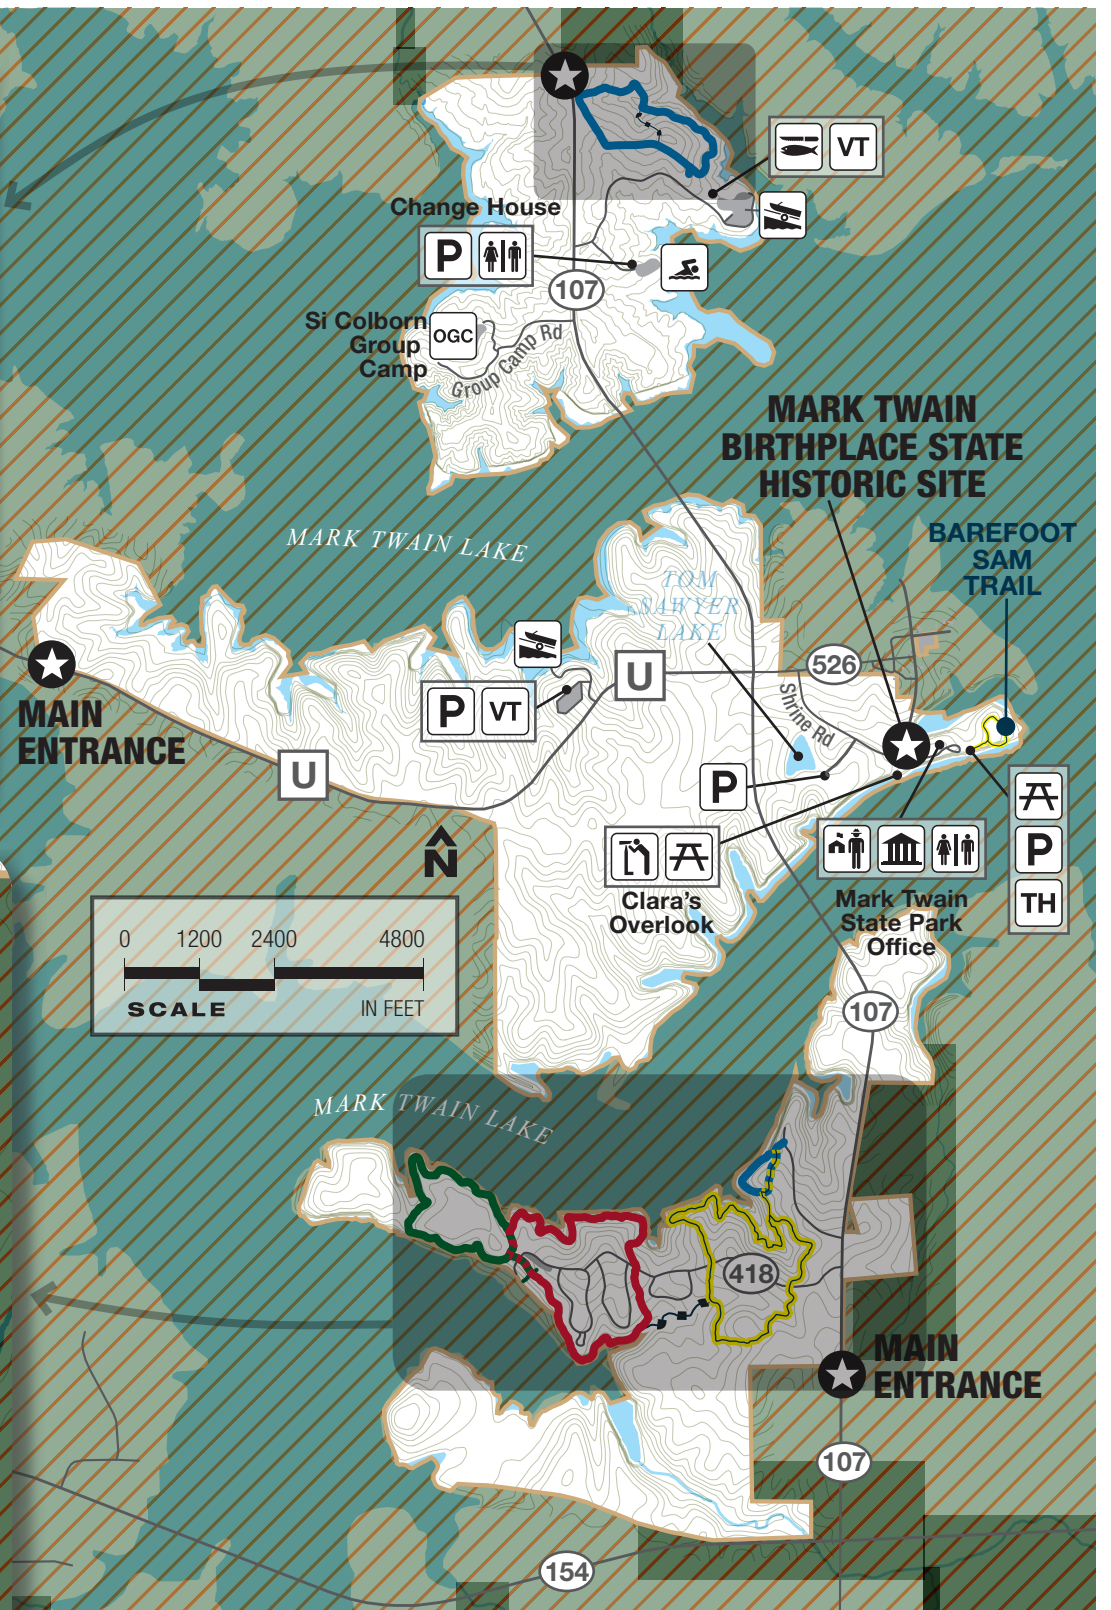 VT
Change House
P
107
Si Colborn
Group
Camp
OGC
Group Camp Rd
MARK TWAIN
BIRTHPLACE STATE
HISTORIC SITE
MARK TWAIN LAKE
BAREFOOT
SAM
TRAIL
TOM
SAWYER
LAKE
526
U
P VT
Shrine Rd
MAIN
ENTRANCE
U
P
N
P
TH
Clara's
Overlook
Mark Twain
State Park
Office
0 1200 2400 4800
SCALE IN FEET
107
MARK TWAIN LAKE
418
MAIN
ENTRANCE
107
154